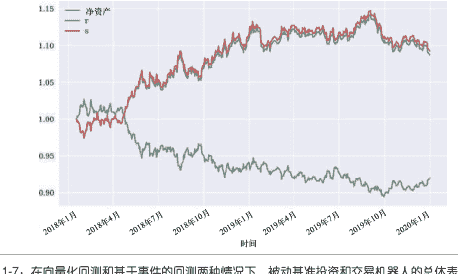 1.15
1.10
1.05
1.00
0.95
0.90
净资产
r
s
2018年1月
2018年4月
2018年7月
2018年10月
2019年1月
2019年4月
2019年7月
2019年10月
2020年1月
时间
1-7，在向量化回测和基于事件的回测两种情况下，被动基准投资和交易机器人的总体表